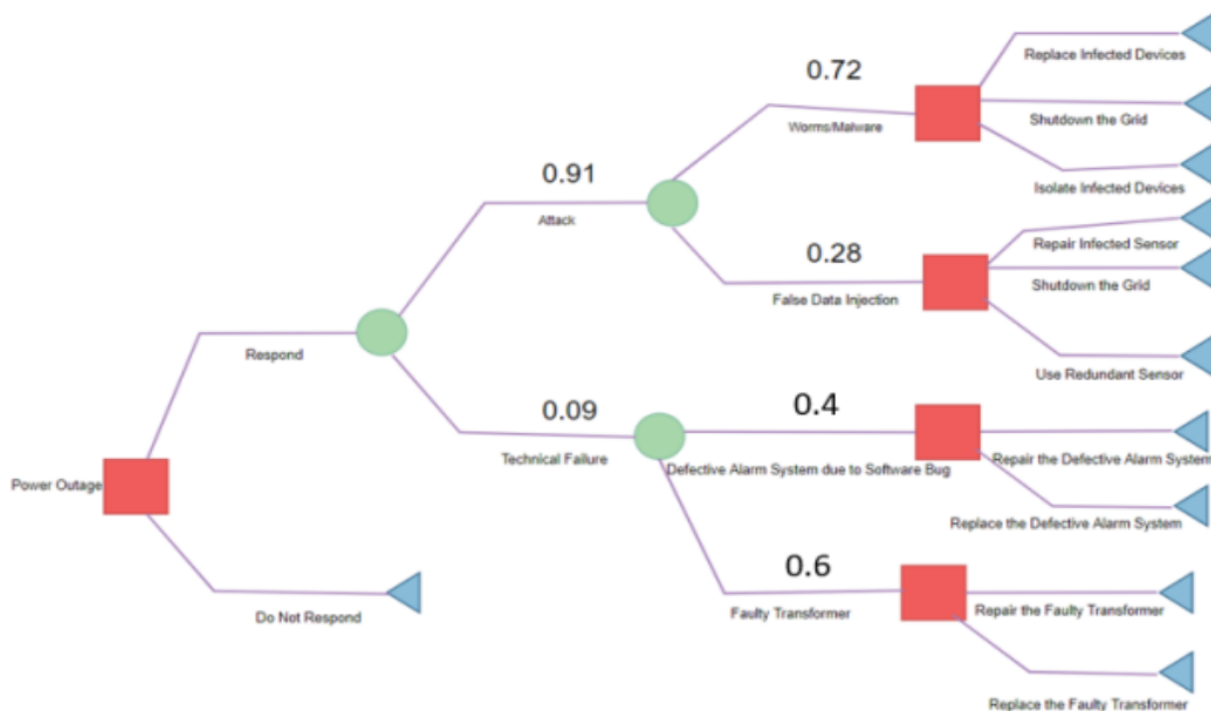 Replace Infected Devices
0.72
Worms/Malware
Shutdown the Grid
0.91
Attack
Isolate Infected Devices
Repair Infected Sensor
0.28
False Data Injection
Shutdown the Grid
Respond
Use Redundant Sensor
0.09
Technical Failure
0.4
Defective Alarm System due to Software Bug
Repair the Defective Alarm System
Power Outage
Replace the Defective Alarm System
0.6
Faulty Transformer
Repair the Faulty Transformer
Do Not Respond
Replace the Faulty Transformer